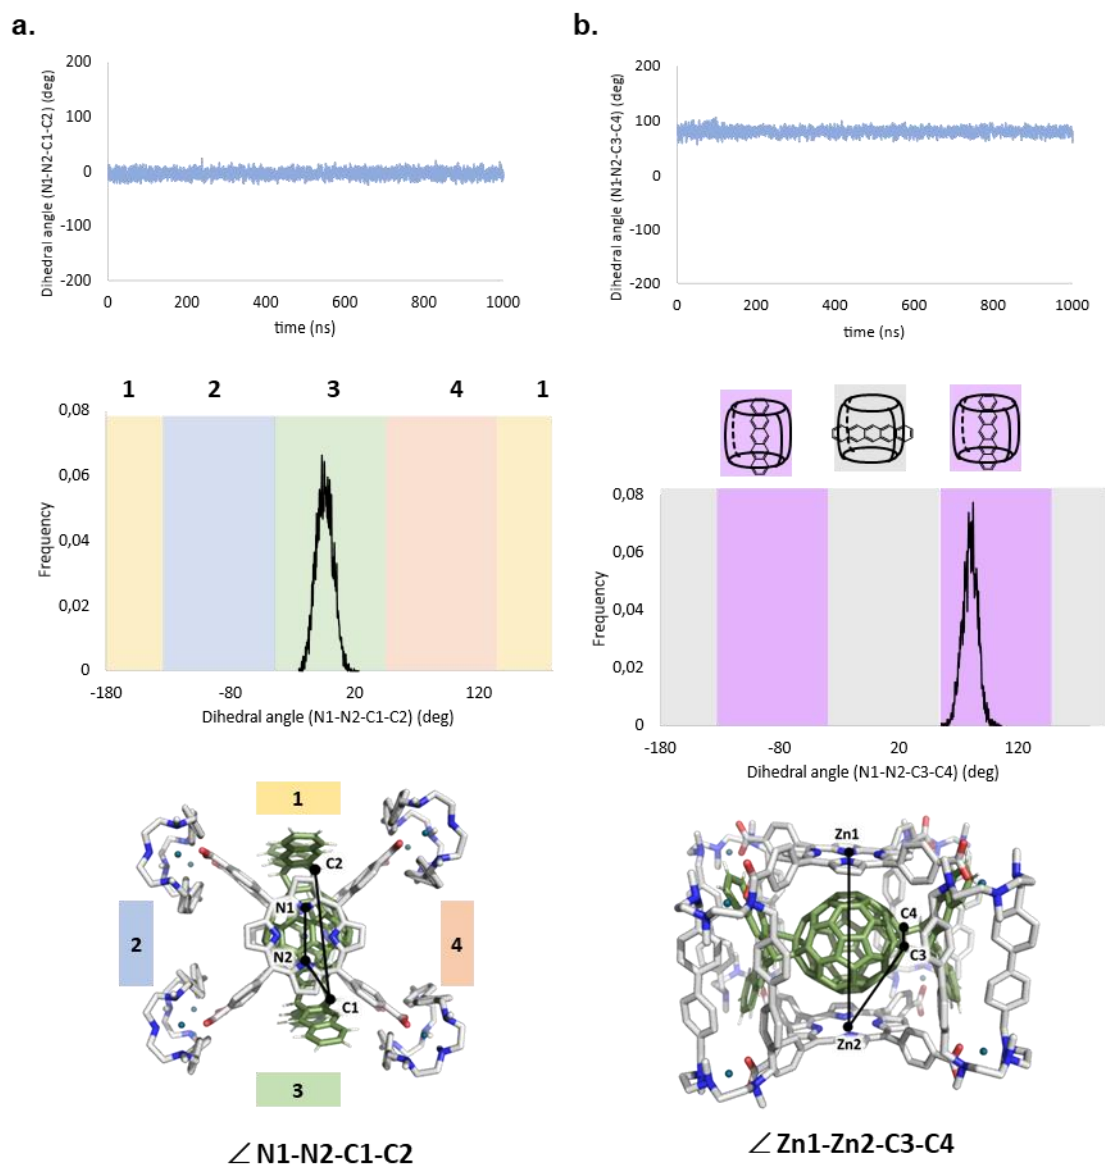 a.
Dihedral angle (N1-N2-C1-C2) (deg)
200
100
0
-100
-200
0 200 400 600 800 1000
time (ns)
1 2 3 4 1
Frequency
0,08
0,06
0,04
0,02
0
-180 -80 20 120
Dihedral angle (N1-N2-C1-C2) (deg)
1
C2
N1
2
4
N2
C1
3
∠ N1-N2-C1-C2
b.
Dihedral angle (N1-N2-C3-C4) (deg)
200
100
0
-100
-200
0 200 400 600 800 1000
time (ns)
Frequency
0,08
0,06
0,04
0,02
0
-180 -80 20 120
Dihedral angle (N1-N2-C3-C4) (deg)
Zn1
C4
C3
Zn2
∠ Zn1-Zn2-C3-C4